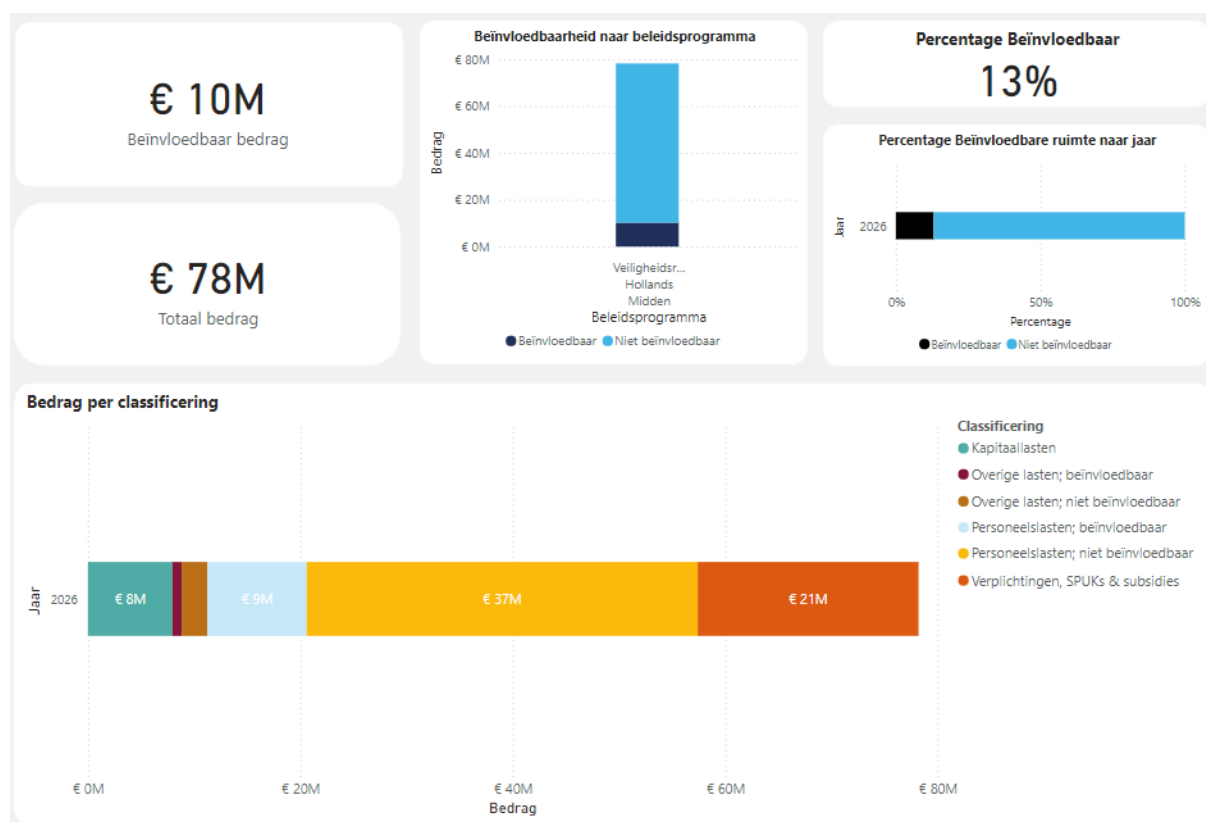 € 10M
Beïnvloedbaar bedrag
€ 78M
Totaal bedrag
Beïnvloedbaarheid naar beleidsprogramma
€ 80M
€ 60M
€ 40M
€ 20M
€ 0M
Bedrag
Veiligheidsr...
Hollands
Midden
Beleidsprogramma
Beïnvloedbaar Niet beïnvloedbaar
Percentage Beïnvloedbaar
13%
Percentage Beïnvloedbare ruimte naar jaar
Jaar
2026
0% 50% 100%
Percentage
Beïnvloedbaar Niet beïnvloedbaar
Bedrag per classificering
Jaar
2026
€ 8M € 9M € 37M € 21M
€ 0M € 20M € 40M € 60M € 80M
Bedrag
Classificering
Kapitaallasten
Overige lasten; beïnvloedbaar
Overige lasten; niet beïnvloedbaar
Personeelslasten; beïnvloedbaar
Personeelslasten; niet beïnvloedbaar
Verplichtingen, SPUKs & subsidies